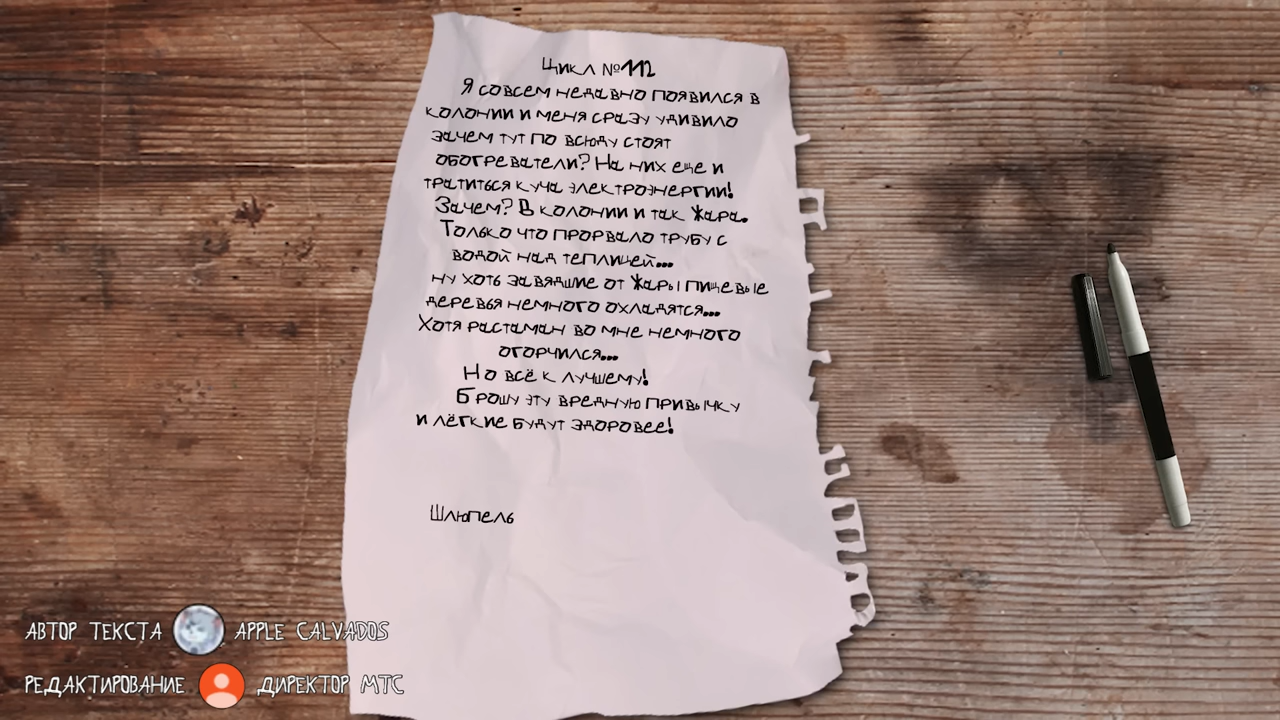 Цикл №112
Я совсем недавно появился в
колонии и меня сразу удивило
зачем тут по всюду стоят
обогреватели? На них еще и
тратиться куча электроэнергии!
Зачем? В колонии и так жара.
Только что прорвало трубу с
водой над теплицей...
ну хоть завядшие от жары пищевые
деревья немного охладятся...
Хотя растаман во мне немного
огорчился...
Но всё к лучшему!
Брошу эту вредную привычку
и лёгкие будут здоровее!
Шлюпель
АВТОР ТЕКСТА APPLE CALVADOS
РЕДАКТИРОВАНИЕ ДИРЕКТОР МТС